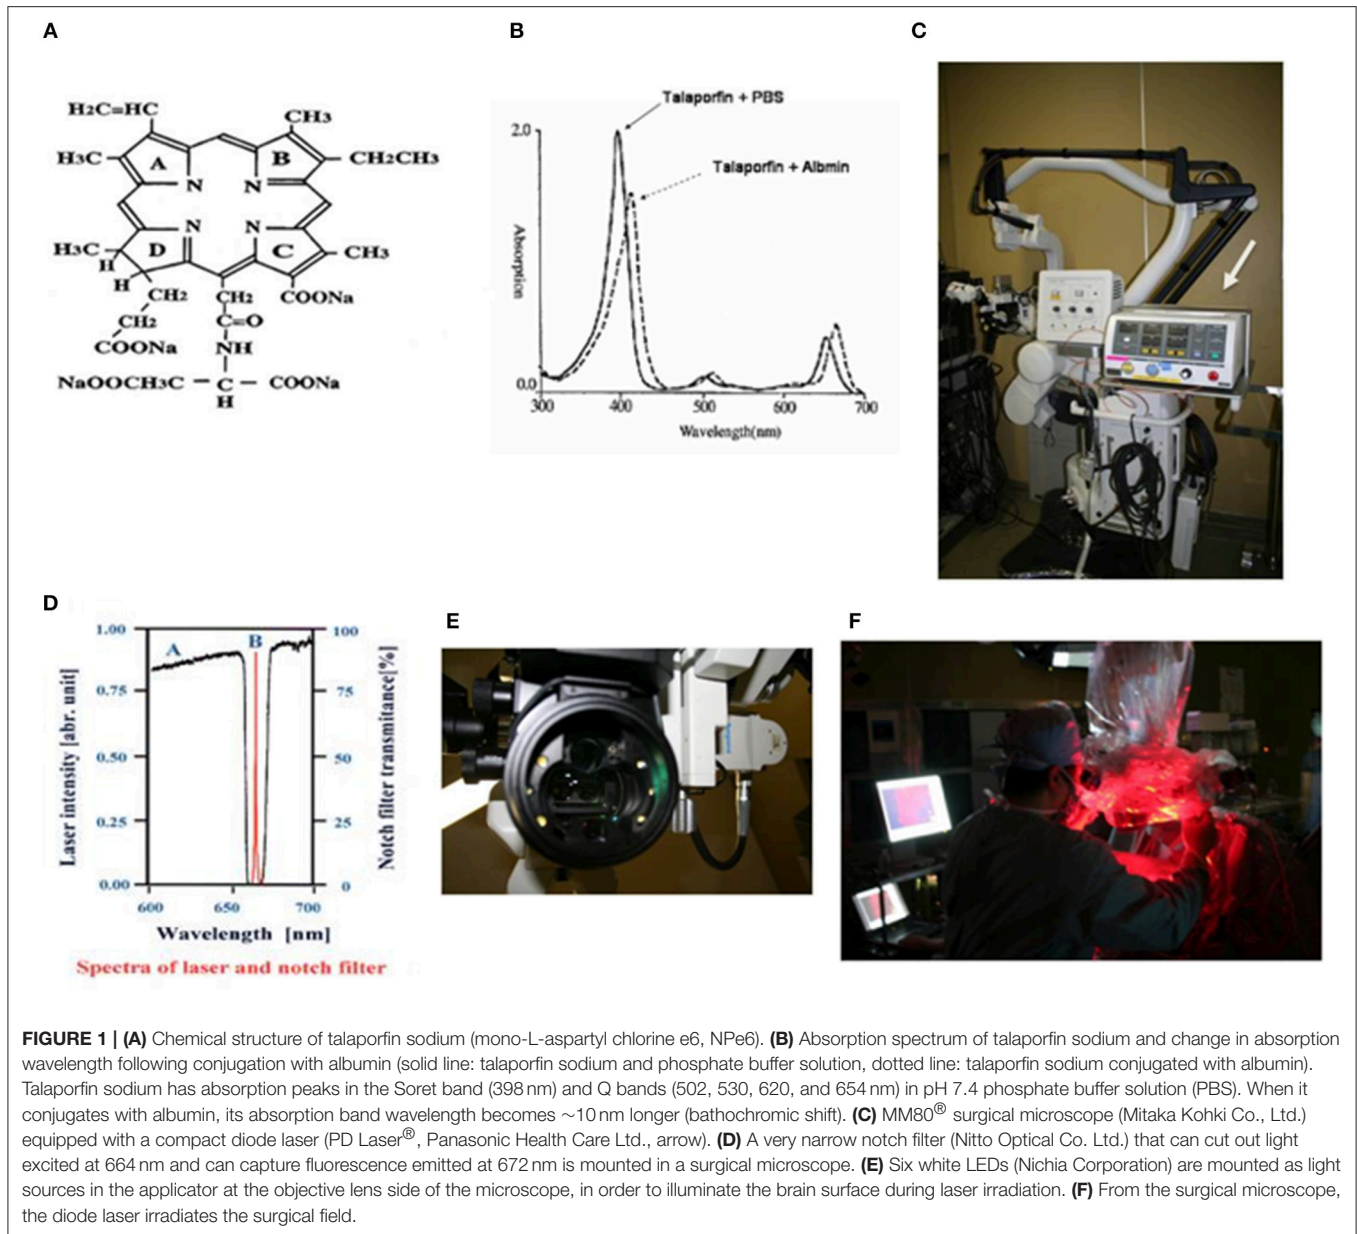 A
H2C=HC
CH3
H3C
A
B
CH2CH3
N
N
N
N
H3C
D
C
CH3
H
H
CH2
CH2
COONa
CH2
C=O
COONa
NH
NaOOCH3C
C
COONa
H
B
Talaporfin + PBS
Talaporfin + Albmin
2.0
Absorption
0.0
300
400
500
600
700
Wavelength(nm)
C
D
1.00
0.75
0.50
0.25
0.00
Laser intensity [abr. unit]
A
B
100
75
50
25
0
Notch filter transmitance[%]
600
650
700
Wavelength [nm]
Spectra of laser and notch filter
E
F
FIGURE 1 | (A) Chemical structure of talaporfin sodium (mono-L-aspartyl chlorine e6, NPe6). (B) Absorption spectrum of talaporfin sodium and change in absorption
wavelength following conjugation with albumin (solid line: talaporfin sodium and phosphate buffer solution, dotted line: talaporfin sodium conjugated with albumin).
Talaporfin sodium has absorption peaks in the Soret band (398 nm) and Q bands (502, 530, 620, and 654 nm) in pH 7.4 phosphate buffer solution (PBS). When it
conjugates with albumin, its absorption band wavelength becomes ~10 nm longer (bathochromic shift). (C) MM80® surgical microscope (Mitaka Kohki Co., Ltd.)
equipped with a compact diode laser (PD Laser®, Panasonic Health Care Ltd., arrow). (D) A very narrow notch filter (Nitto Optical Co. Ltd.) that can cut out light
excited at 664 nm and can capture fluorescence emitted at 672 nm is mounted in a surgical microscope. (E) Six white LEDs (Nichia Corporation) are mounted as light
sources in the applicator at the objective lens side of the microscope, in order to illuminate the brain surface during laser irradiation. (F) From the surgical microscope,
the diode laser irradiates the surgical field.